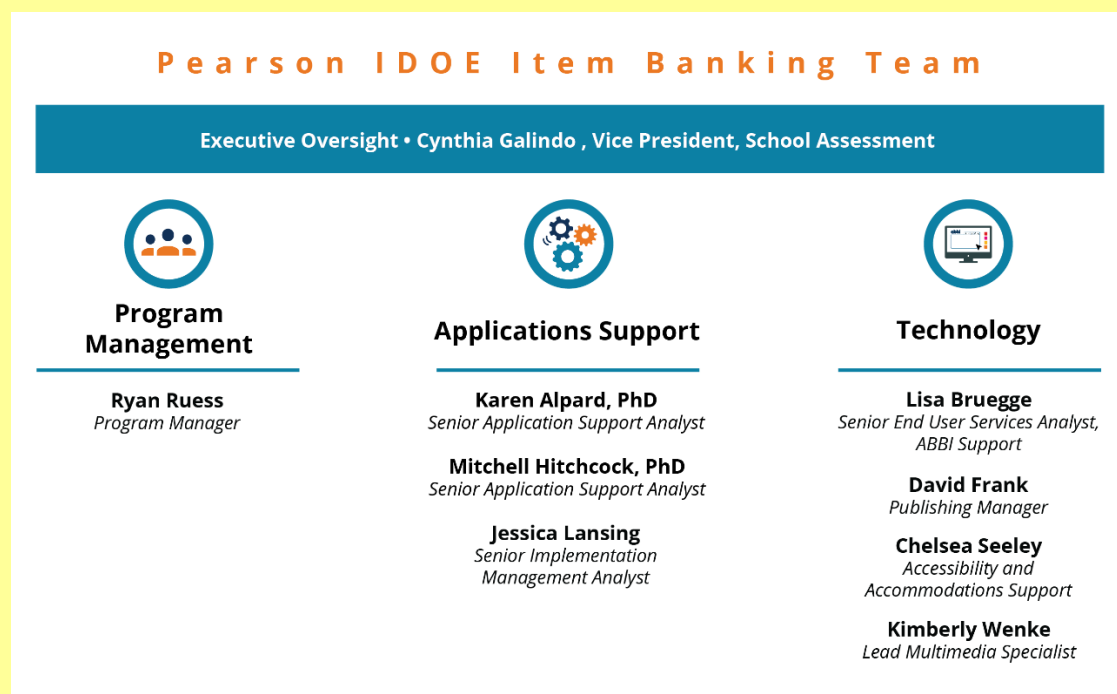 Pearson IDOE Item Banking Team
Executive Oversight • Cynthia Galindo , Vice President, School Assessment
Program
Management
Ryan Ruess
Program Manager
Applications Support
Karen Alpard, PhD
Senior Application Support Analyst
Mitchell Hitchcock, PhD
Senior Application Support Analyst
Jessica Lansing
Senior Implementation
Management Analyst
Technology
Lisa Bruegge
Senior End User Services Analyst,
ABBI Support
David Frank
Publishing Manager
Chelsea Seeley
Accessibility and
Accommodations Support
Kimberly Wenke
Lead Multimedia Specialist